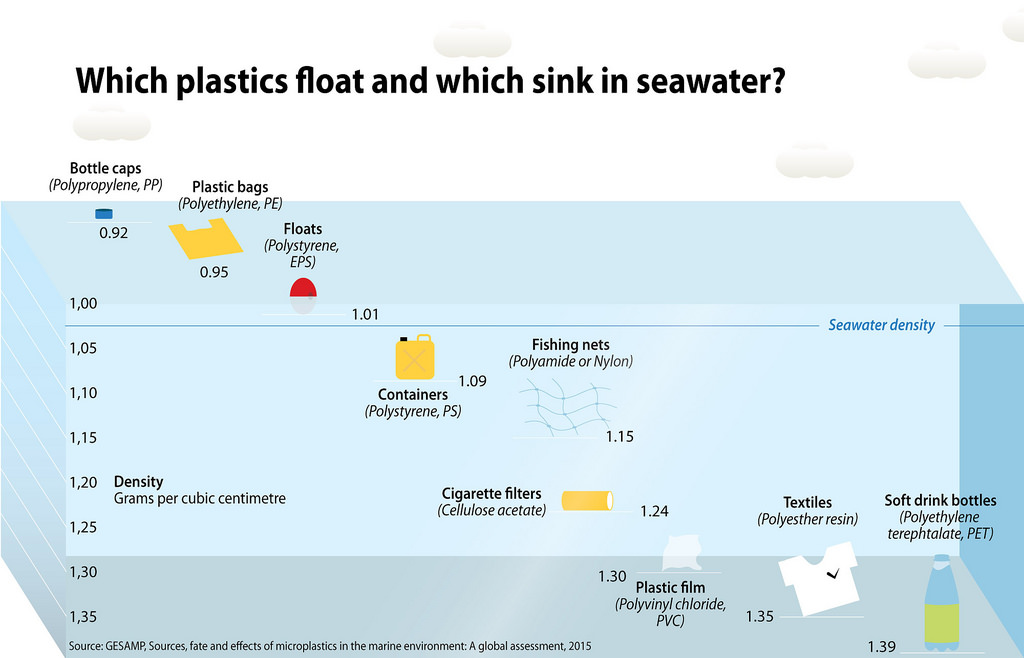 Which plastics float and which sink in seawater?
Bottle caps
(Polypropylene, PP)
0.92
Plastic bags
(Polyethylene, PE)
0.95
Floats
(Polystyrene,
EPS)
1.01
1,00
Seawater density
1,05
1,10
1,15
1,20
1,25
1,30
1,35
Containers
(Polystyrene, PS)
1.09
Fishing nets
(Polyamide or Nylon)
1.15
Density
Grams per cubic centimetre
Cigarette filters
(Cellulose acetate)
1.24
Plastic film
(Polyvinyl chloride,
PVC)
1.30
Textiles
(Polyesther resin)
1.35
Soft drink bottles
(Polyethylene
terephtalate, PET)
1.39
Source: GESAMP, Sources, fate and effects of microplastics in the marine environment: A global assessment, 2015